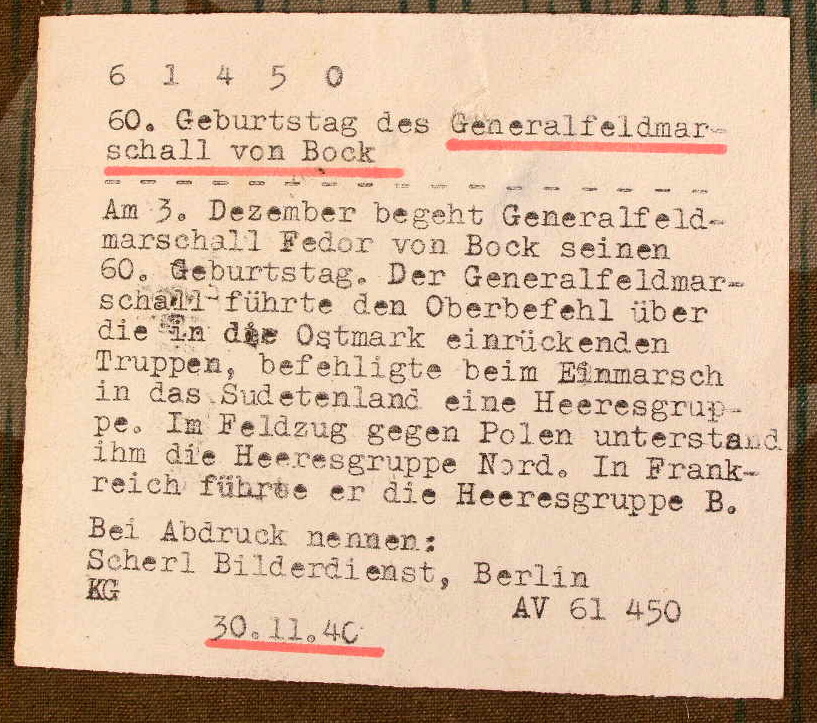 6 1 4 5 0
60. Geburtstag des Generalfeldmar-
schall von Bock
- - - - - - - - - - - - - - - - - -
Am 3. Dezember begeht Generalfeld-
marschall Fedor von Bock seinen
60. Geburtstag. Der Generalfeldmar-
schall führte den Oberbefehl über
die in die Ostmark einrückenden
Truppen, befehligte beim Einmarsch
in das Sudetenland eine Heeresgrup-
pe. Im Feldzug gegen Polen unterstand
ihm die Heeresgruppe Nord. In Frank-
reich führte er die Heeresgruppe B.
Bei Abdruck nennen:
Scherl Bilderdienst, Berlin
KG
AV 61 450
30.11.40